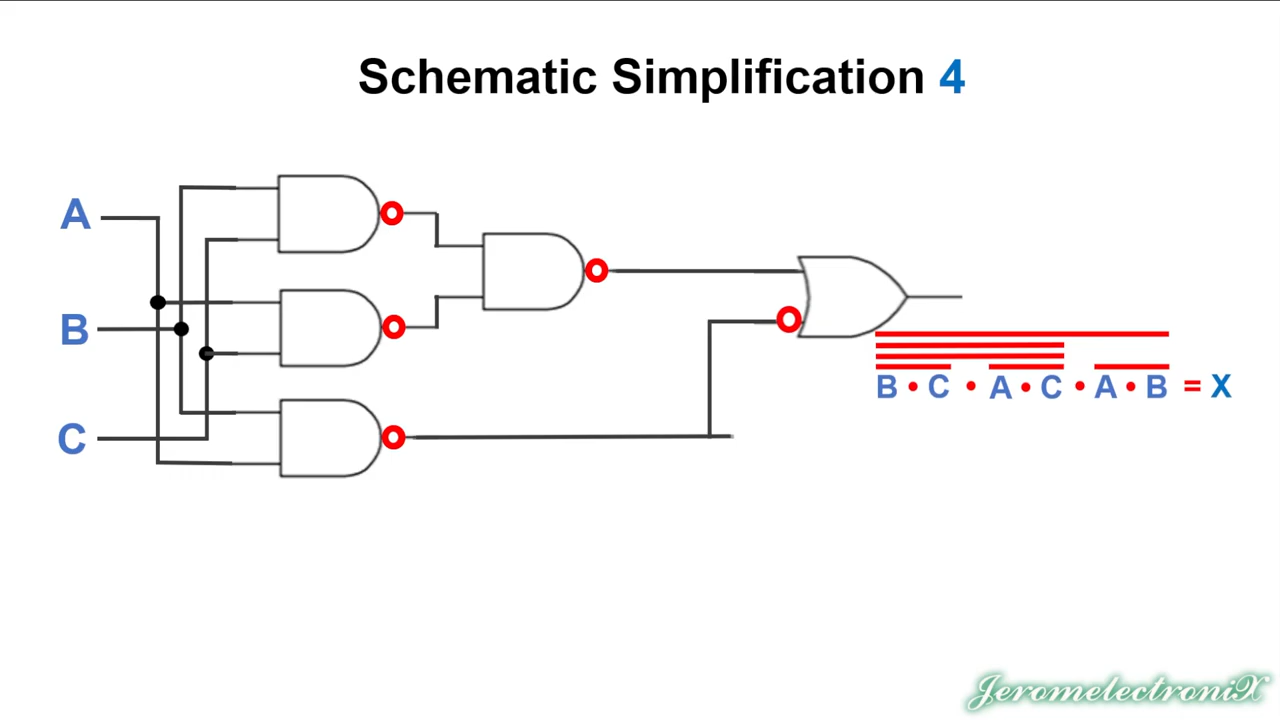 Schematic Simplification 4
A
B
C
B • C • A • C • A • B = X
JeromelectroniX